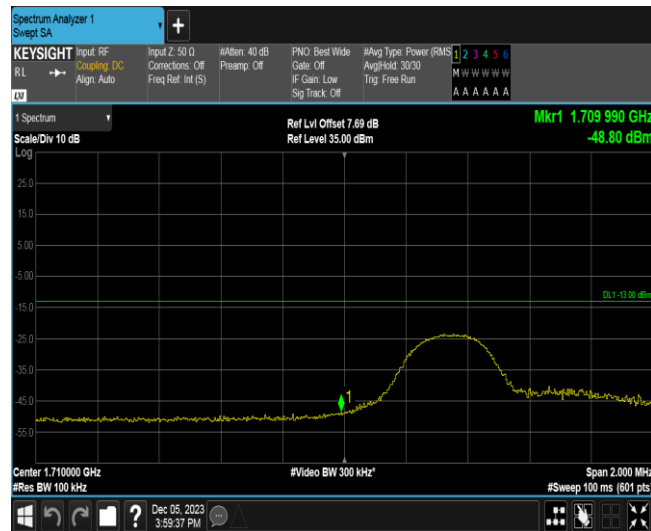 Spectrum Analyzer 1
Swept SA
+
KEYSIGHT
RL
LXI
Input: RF
Coupling: DC
Align: Auto
Input Z: 50 Ω
Corrections: Off
Freq Ref: Int (S)
#Atten: 40 dB
Preamp: Off
PNO: Best Wide
Gate: Off
IF Gain: Low
Sig Track: Off
#Avg Type: Power (RMS
Avg|Hold: 30/30
Trig: Free Run
1 2 3 4 5 6
M W W W W W
A A A A A A
1 Spectrum
Scale/Div 10 dB
Log
Ref Lvl Offset 7.69 dB
Ref Level 35.00 dBm
Mkr1 1.709 990 GHz
-48.80 dBm
25.0
15.0
5.00
-5.00
DL1 -13.00 dBm
-15.0
-25.0
-35.0
-45.0
1
-55.0
Center 1.710000 GHz
#Res BW 100 kHz
#Video BW 300 kHz*
Span 2.000 MHz
#Sweep 100 ms (601 pts)
?
Dec 05, 2023
3:59:37 PM